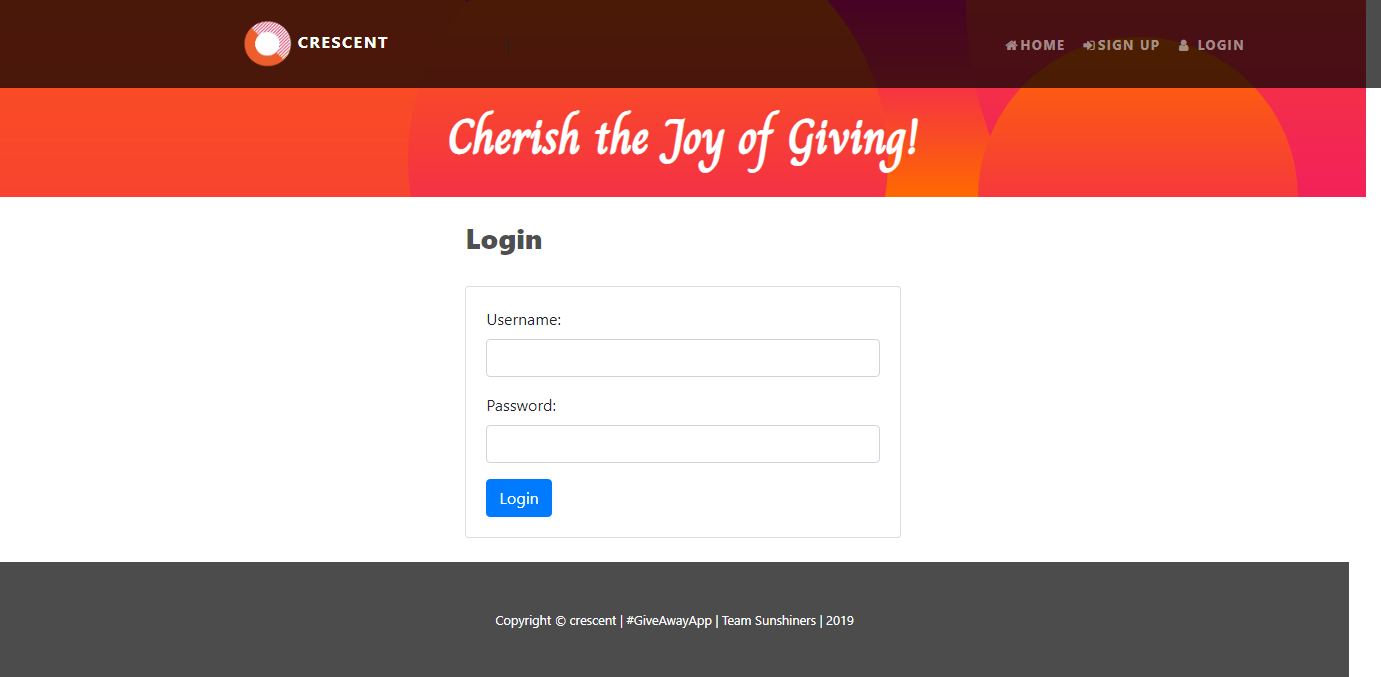 CRESCENT
HOME SIGN UP LOGIN
Cherish the Joy of Giving!
Login
Username:
Password:
Login
Copyright © crescent | #GiveAwayApp | Team Sunshiners | 2019